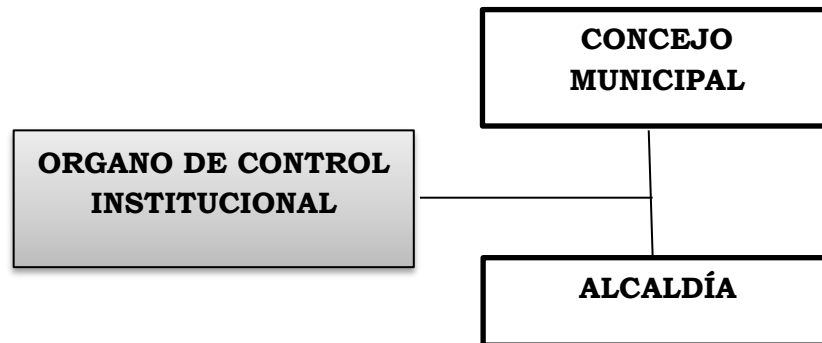 CONCEJO
MUNICIPAL
ORGANO DE CONTROL
INSTITUCIONAL
ALCALDÍA